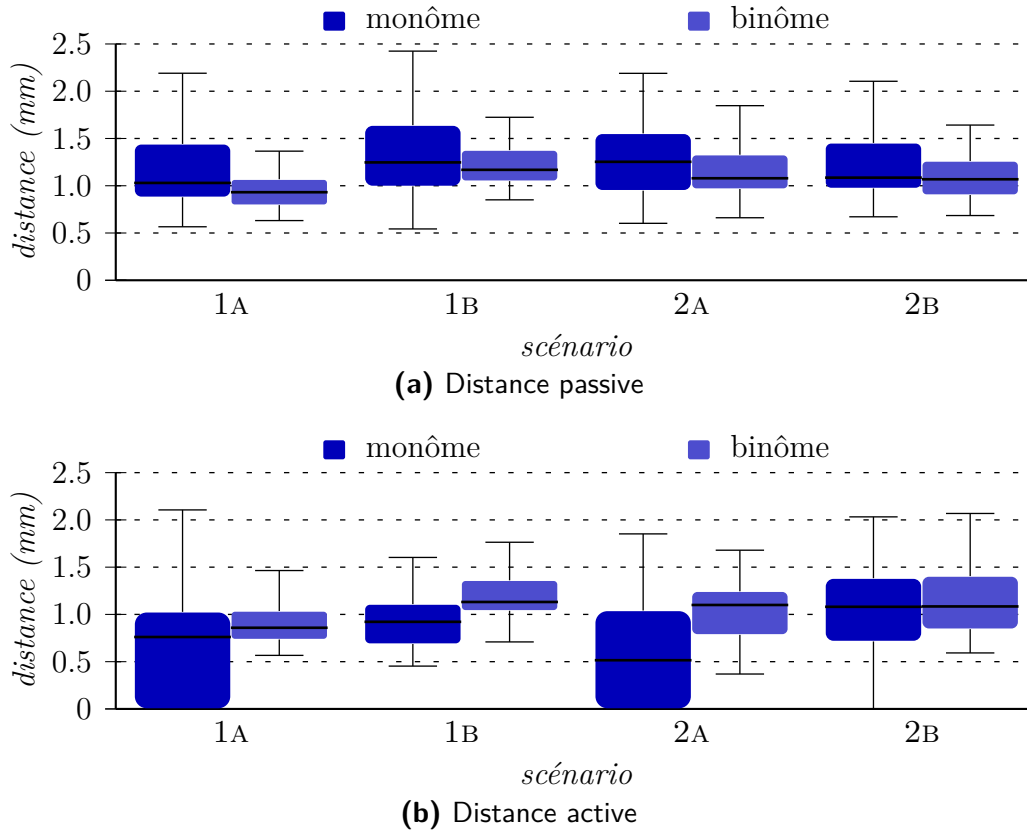 monôme binôme
2.5
2.0
1.5
1.0
0.5
0
distance (mm)
1A 1B 2A 2B
scénario
(a) Distance passive
monôme binôme
2.5
2.0
1.5
1.0
0.5
0
distance (mm)
1A 1B 2A 2B
scénario
(b) Distance active